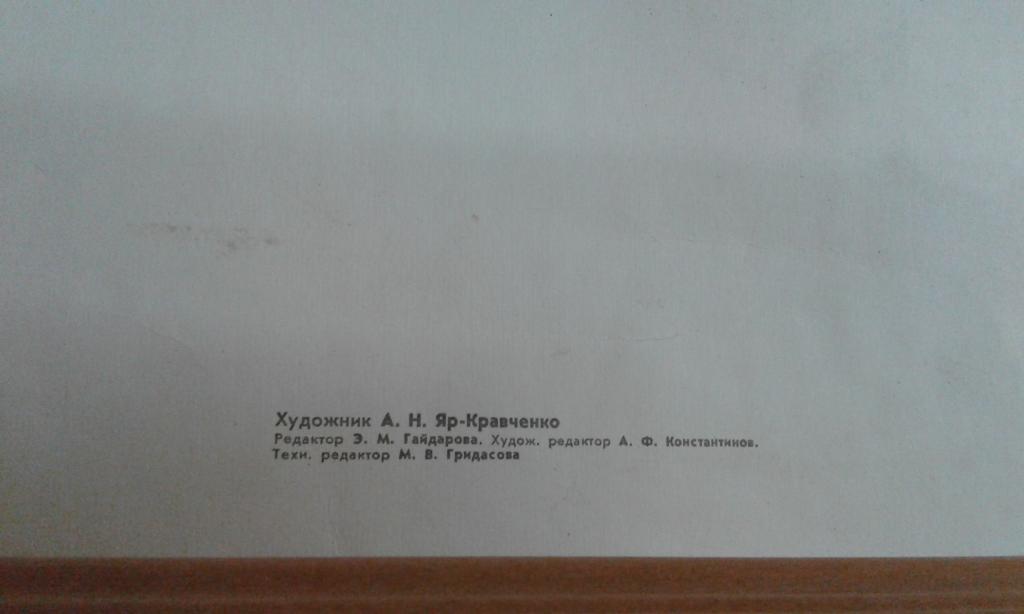 Художник А. Н. Яр-Кравченко
Редактор Э. М. Гайдарова. Худож. редактор А. Ф. Константинов.
Техн. редактор М. В. Гридасова